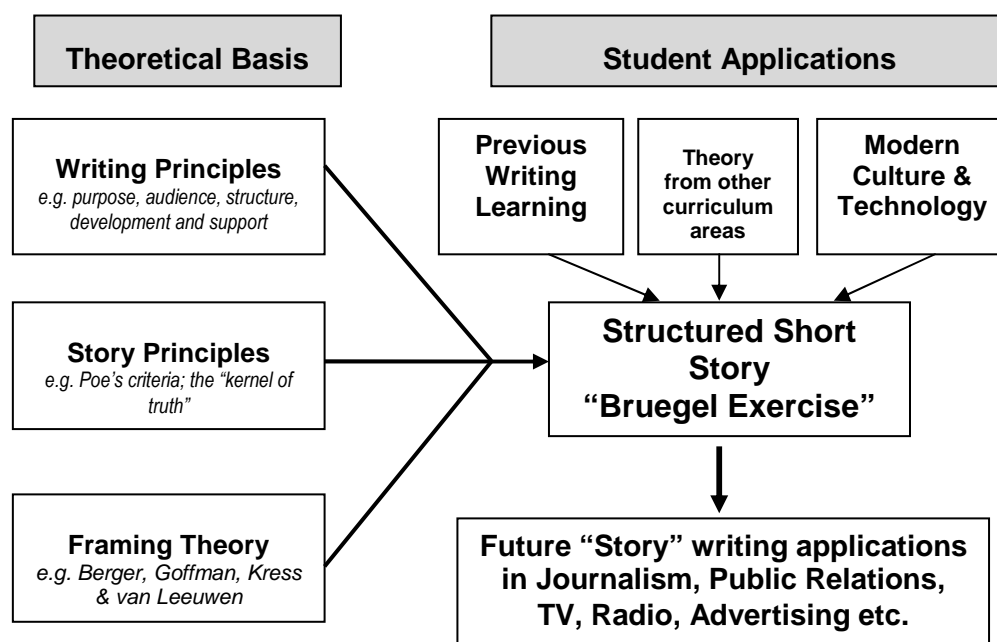 Theoretical Basis
Student Applications
Writing Principles
e.g. purpose, audience, structure,
development and support
Previous
Writing
Learning
Theory
from other
curriculum
areas
Modern
Culture &
Technology
Story Principles
e.g. Poe’s criteria; the “kernel of
truth”
Structured Short
Story
“Bruegel Exercise”
Framing Theory
e.g. Berger, Goffman, Kress
& van Leeuwen
Future “Story” writing applications
in Journalism, Public Relations,
TV, Radio, Advertising etc.